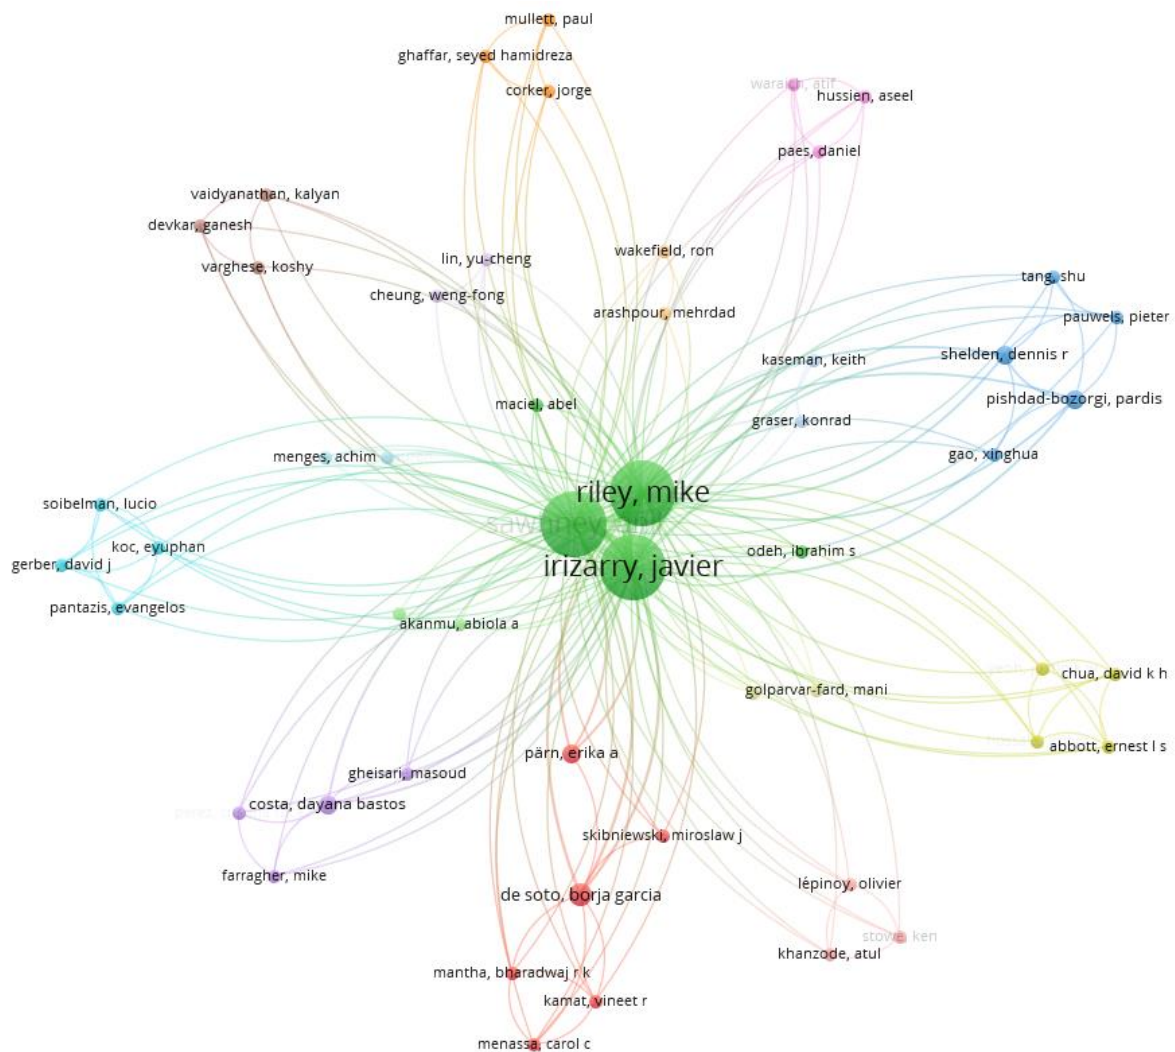 mullett, paul
ghaffar, seyed hamidreza
corker, jorge
waraich, atif
hussien, aseel
paes, daniel
vaidyanathan, kalyan
devkar, ganesh
varghese, koshy
lin, yu-cheng
cheung, weng-fong
wakefield, ron
arashpour, mehrdad
tang, shu
pauwels, pieter
kaseman, keith
shelden, dennis r
pishdad-bozorgi, pardis
maciel, abel
graser, konrad
gao, xinghua
menges, achim
riley, mike
soibelman, lucio
koc, eyuphan
gerber, david j
odeh, ibrahim s
irizarry, javier
pantazis, evangelos
akanmu, abiola a
chua, david k h
golparvar-fard, mani
abbott, ernest l s
pärn, erika a
gheisari, masoud
costa, dayana bastos
skibniewski, miroslaw j
farragher, mike
lépinoy, olivier
de soto, borja garcia
stowe, ken
khanzode, atul
mantha, bharadwaj r k
kamat, vineet r
menassa, carol c